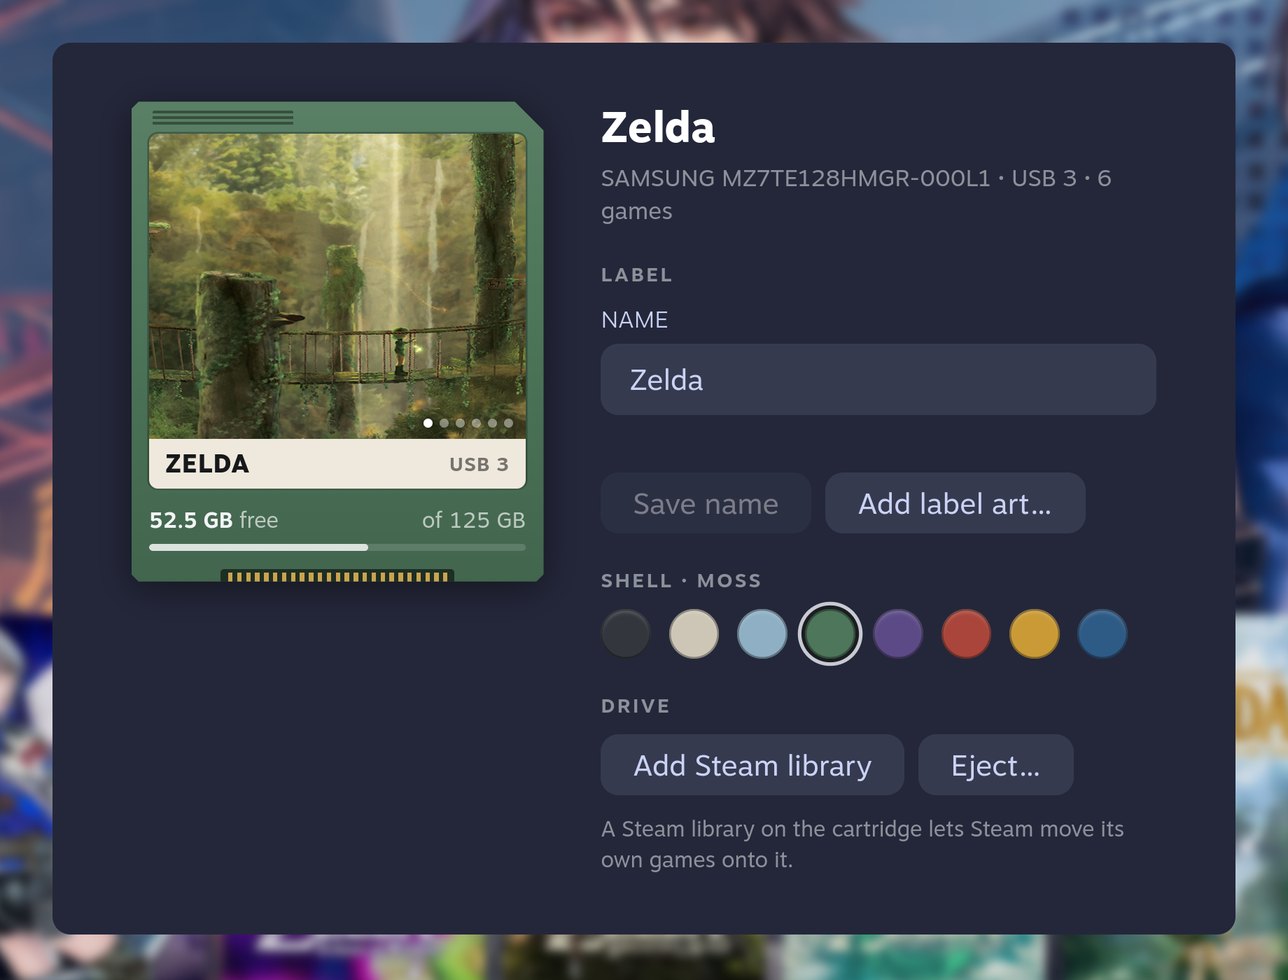 Zelda
SAMSUNG MZ7TE128HMGR-000L1 • USB 3 • 6
games
LABEL
NAME
Zelda
Save name
Add label art...
ZELDA
USB 3
52.5 GB free
of 125 GB
SHELL · MOSS
DRIVE
Add Steam library
Eject...
A Steam library on the cartridge lets Steam move its
own games onto it.